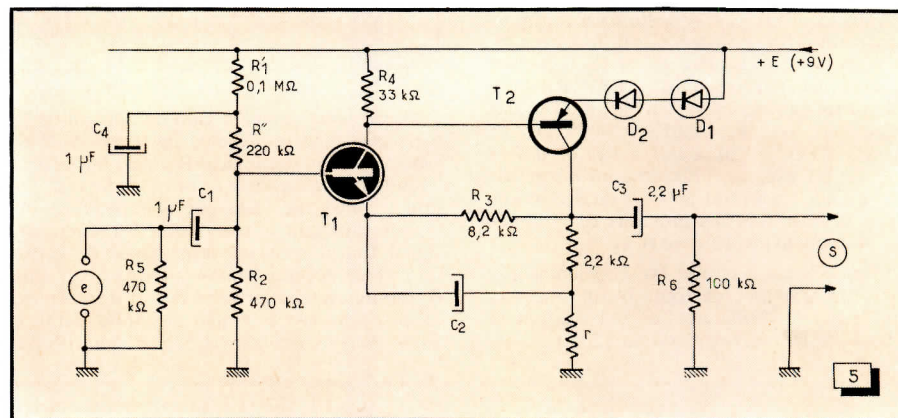 R'1
0,1 MΩ
R4
33 kΩ
+ E (+9V)
T2
D2
D1
C4
1 μF
R"
220 kΩ
C1
1 μF
T1
R3
8,2 kΩ
C3
2,2 μF
e
R5
470
kΩ
R2
470 kΩ
C2
2,2 kΩ
r
R6
100 kΩ
S
5